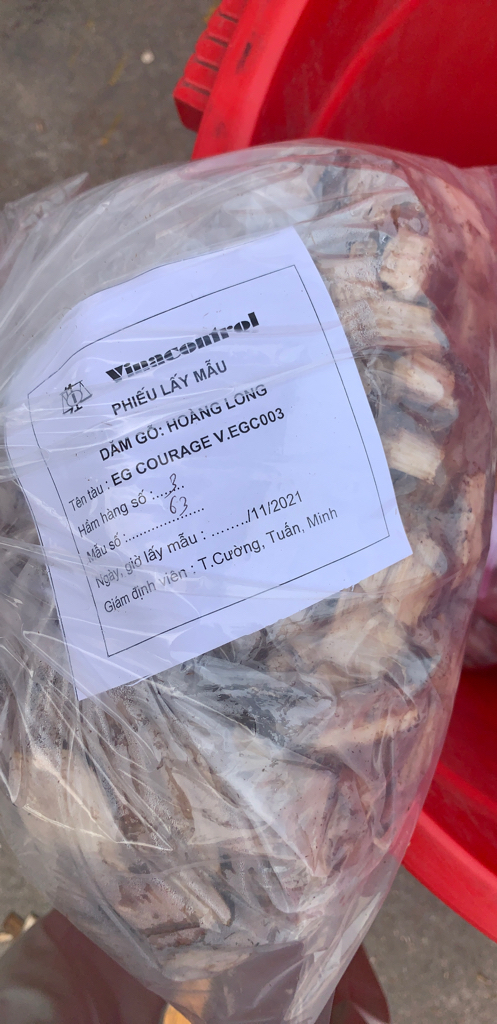 Vinacontrol
PHIẾU LẤY MẪU
DĂM GỖ: HOÀNG LONG
Tên tàu : EG COURAGE V.EGC003
Hầm hàng số :...3...
Mẫu số :.......63............
Ngày, giờ lấy mẫu : ......../11/2021
Giám định viên : T.Cường, Tuấn, Minh